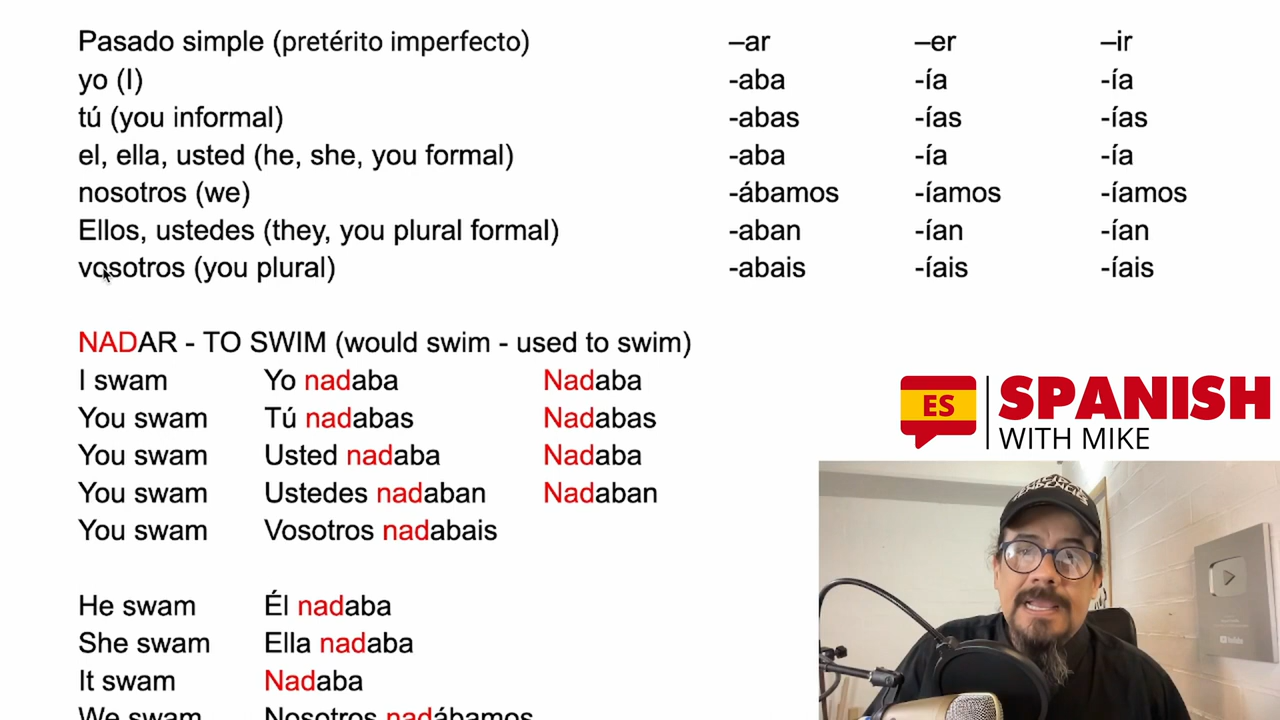 Pasado simple (pretérito imperfecto) –ar –er –ir
yo (I) -aba -ía -ía
tú (you informal) -abas -ías -ías
el, ella, usted (he, she, you formal) -aba -ía -ía
nosotros (we) -ábamos -íamos -íamos
Ellos, ustedes (they, you plural formal) -aban -ían -ían
vosotros (you plural) -abais -íais -íais
NADAR - TO SWIM (would swim - used to swim)
I swam Yo nadaba Nadaba
You swam Tú nadabas Nadabas
You swam Usted nadaba Nadaba
You swam Ustedes nadaban Nadaban
You swam Vosotros nadabais
He swam Él nadaba
She swam Ella nadaba
It swam Nadaba
We swam Nosotros nadábamos
ES SPANISH
WITH MIKE